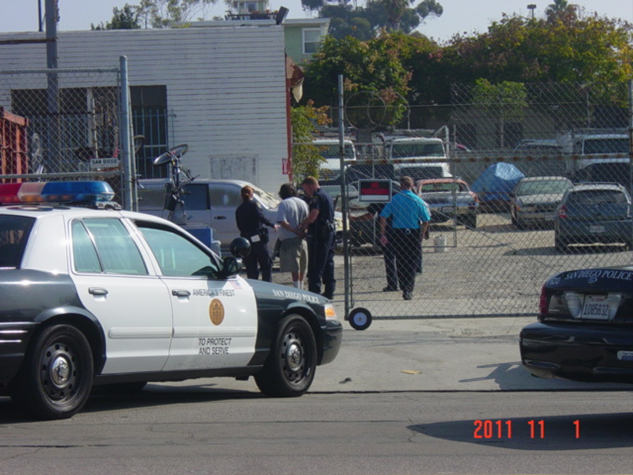 AMERICA'S FINEST
TO PROTECT
AND SERVE
SAN DIEGO POLICE
SAN DIEGO POLICE
2011 11 1